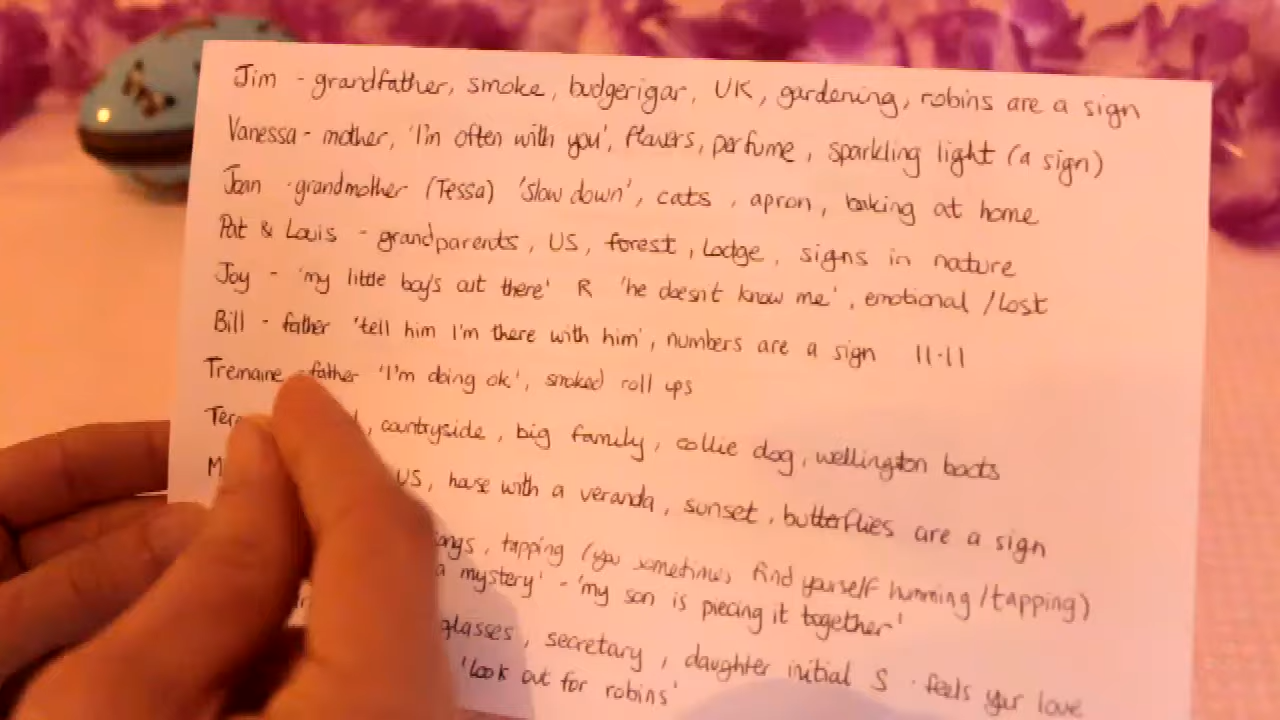 Jim - grandfather, smoke, budgerigar, UK, gardening, robins are a sign
Vanessa - mother, 'I'm often with you', flowers, perfume, sparkling light (a sign)
Joan - grandmother (Tessa) 'slow down', cats, apron, baking at home
Pat & Louis - grandparents, US, forest, lodge, signs in nature
Joy - 'my little boy's out there' R 'he doesn't know me', emotional /lost
Bill - father 'tell him I'm there with him', numbers are a sign 11.11
Tremaine - father 'I'm doing ok', smoked roll ups
, countryside, big family, collie dog, wellington boots
US, house with a veranda, sunset, butterflies are a sign
, tapping (you sometimes find yourself humming/tapping)
a mystery' - 'my son is piecing it together'
glasses, secretary, daughter initial S . feels your love
'look out for robins'